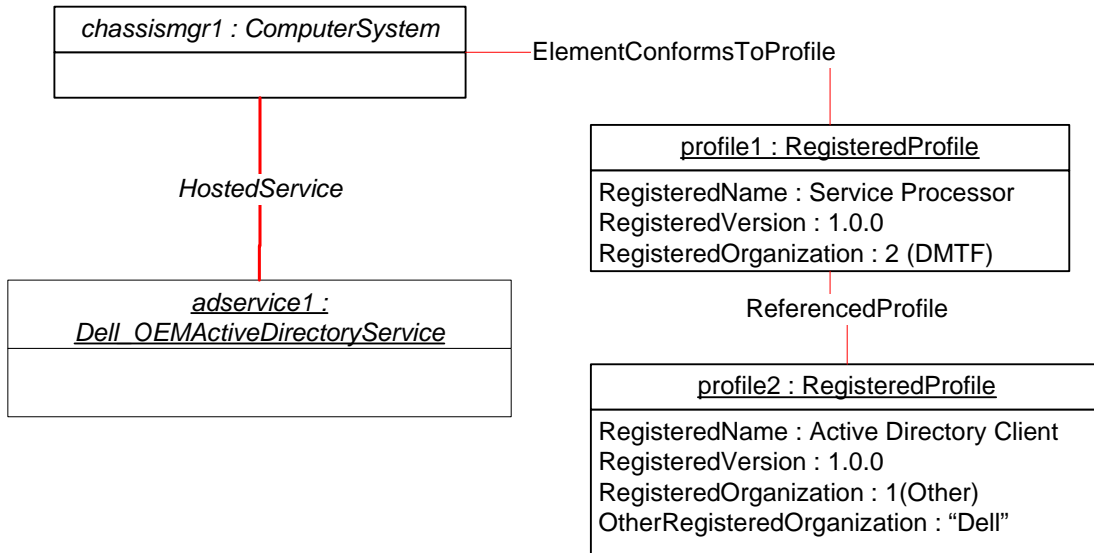 chassismgr1 : ComputerSystem
ElementConformsToProfile
profile1 : RegisteredProfile
RegisteredName : Service Processor
RegisteredVersion : 1.0.0
RegisteredOrganization : 2 (DMTF)
HostedService
adservice1 :
Dell_OEMActiveDirectoryService
ReferencedProfile
profile2 : RegisteredProfile
RegisteredName : Active Directory Client
RegisteredVersion : 1.0.0
RegisteredOrganization : 1(Other)
OtherRegisteredOrganization : “Dell”